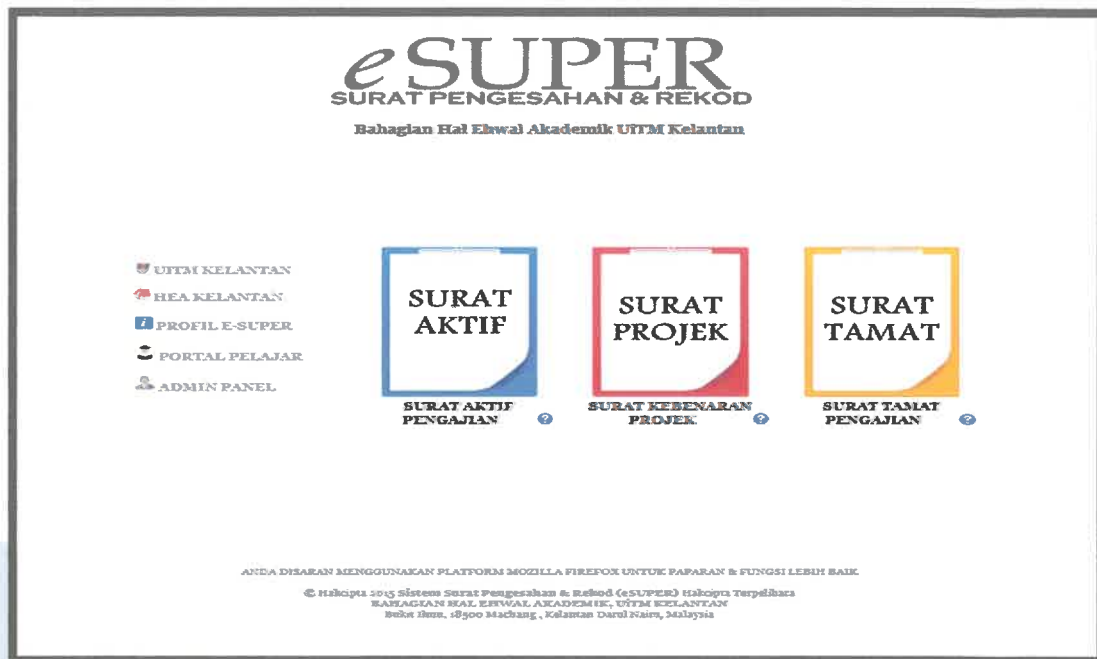 eSUPER
SURAT PENGESAHAN & REKOD
Bahagian Hal Ehwal Akademik UiTM Kelantan
UITM KELANTAN
HEA KELANTAN
PROFIL E-SUPER
PORTAL PELAJAR
ADMIN PANEL
SURAT
AKTIF
SURAT AKTIF
PENGAJIAN
SURAT
PROJEK
SURAT KEBENARAN
PROJEK
SURAT
TAMAT
SURAT TAMAT
PENGAJIAN
ANDA DISARAN MENGGUNAKAN PLATFORM MOZILLA FIREFOX UNTUK PAPARAN & FUNGSI LEBIH BAIK
© Hakcipta 2015 Sistem Surat Pengesahan & Rekod (eSUPER) Hakcipta Terpelihara
BAHAGIAN HAL EHWAL AKADEMIK, UiTM KELANTAN
Bukit Ilmu, 18500 Machang , Kelantan Darul Naim, Malaysia